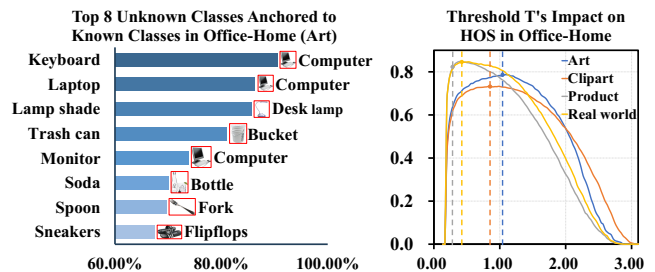 Top 8 Unknown Classes Anchored to
Known Classes in Office-Home (Art)
Keyboard Computer
Laptop Computer
Lamp shade Desk lamp
Trash can Bucket
Monitor Computer
Soda Bottle
Spoon Fork
Sneakers Flipflops
60.00% 80.00% 100.00%
Threshold T's Impact on
HOS in Office-Home
Art
Clipart
Product
Real world
0.8
0.6
0.4
0.2
0.0
0.00 1.00 2.00 3.00